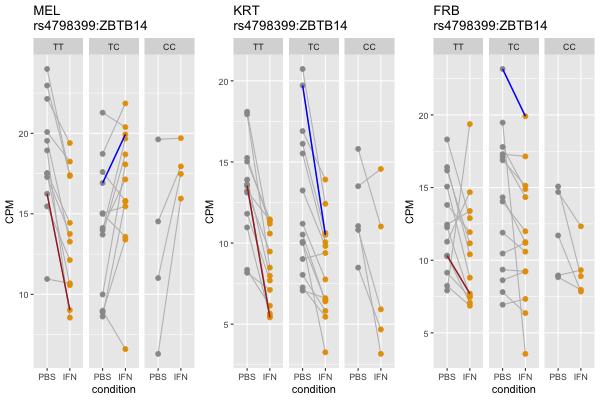 MEL
rs4798399:ZBTB14
TT TC CC
CPM
20
15
10
PBS IFN PBS IFN PBS IFN
condition
KRT
rs4798399:ZBTB14
TT TC CC
CPM
20
15
10
5
PBS IFN PBS IFN PBS IFN
condition
FRB
rs4798399:ZBTB14
TT TC CC
CPM
20
15
10
5
PBS IFN PBS IFN PBS IFN
condition